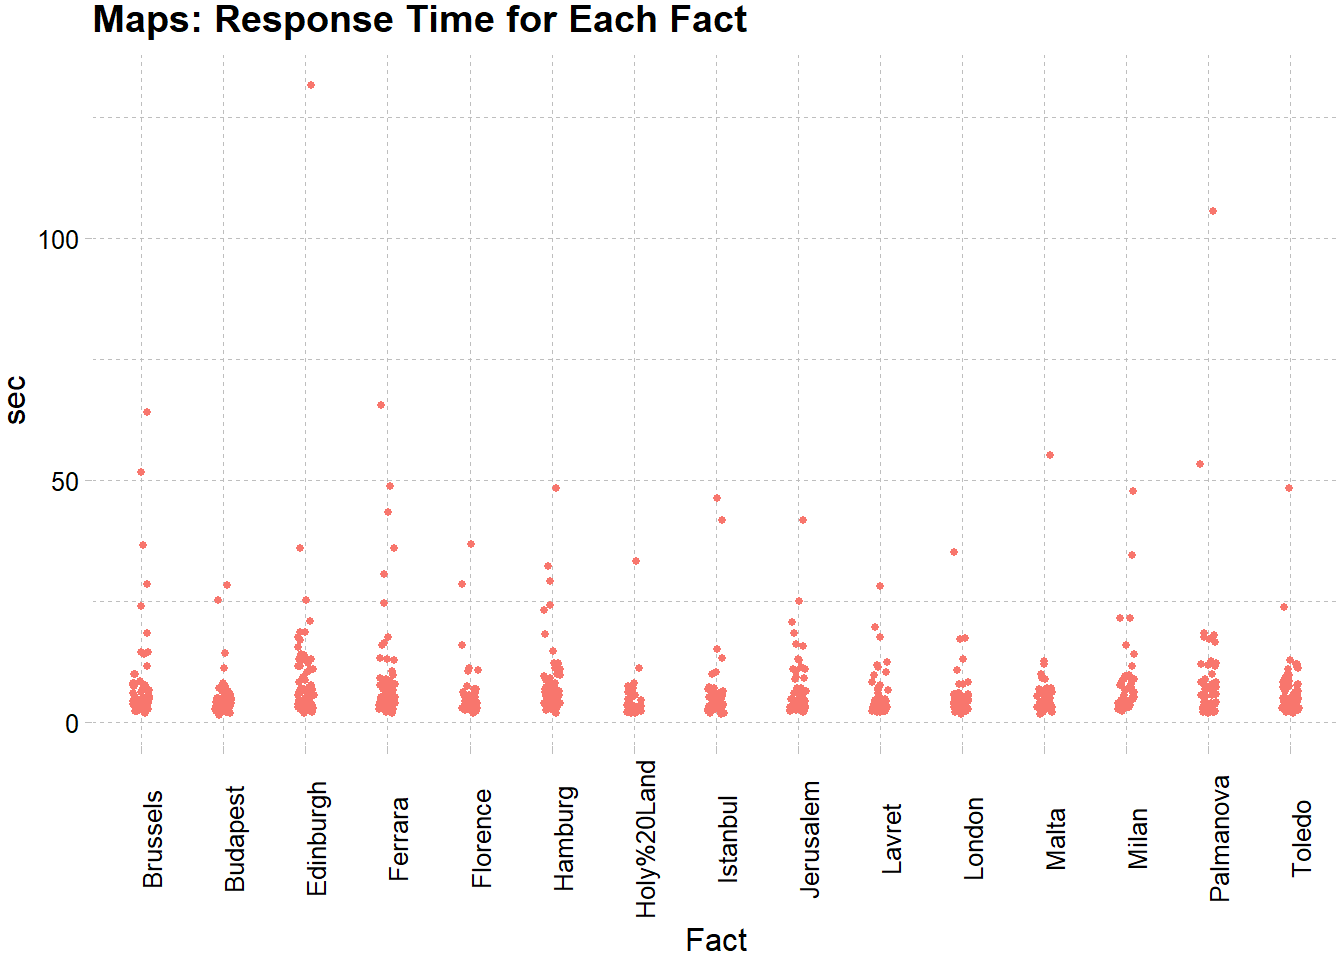 Maps: Response Time for Each Fact
sec
100
50
0
Brussels
Budapest
Edinburgh
Ferrara
Florence
Hamburg
Holy%20Land
Istanbul
Jerusalem
Lavret
London
Malta
Milan
Palmanova
Toledo
Fact